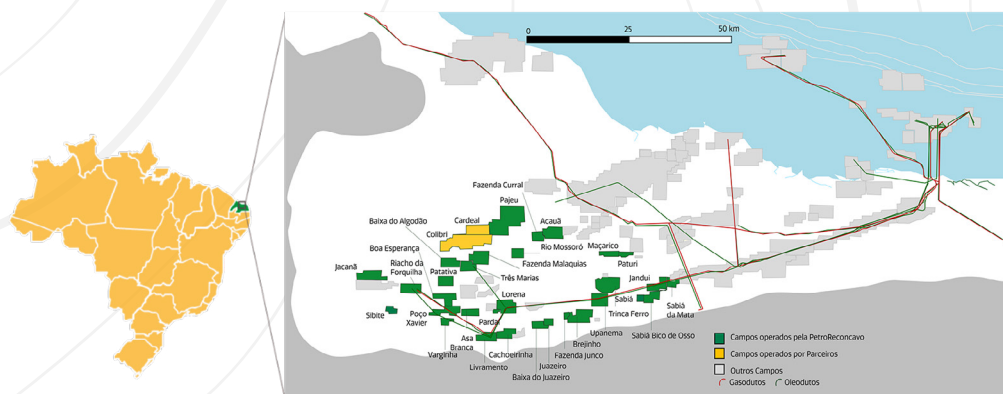 0
25
50 km
Fazenda Curral
Pajeu
Baixa do Algodão
Cardeal
Acauã
Colibri
Rio Mossoró
Maçarico
Boa Esperança
Fazenda Malaquias
Paturi
Jacanã
Riacho da
Forquilha
Patativa
Três Marias
Janduí
Lorena
Sabiá
Sabiá
da Mata
Sibite
Poço
Xavier
Pardal
Trinca Ferro
Upanema
Sabiá Bico de Osso
Asa
Branca
Brejinho
Varginha
Cachoeirinha
Fazenda Junco
Livramento
Juazeiro
Baixa do Juazeiro
Campos operados pela PetroReconcavo
Campos operados por Parceiros
Outros Campos
Gasodutos
Oleodutos